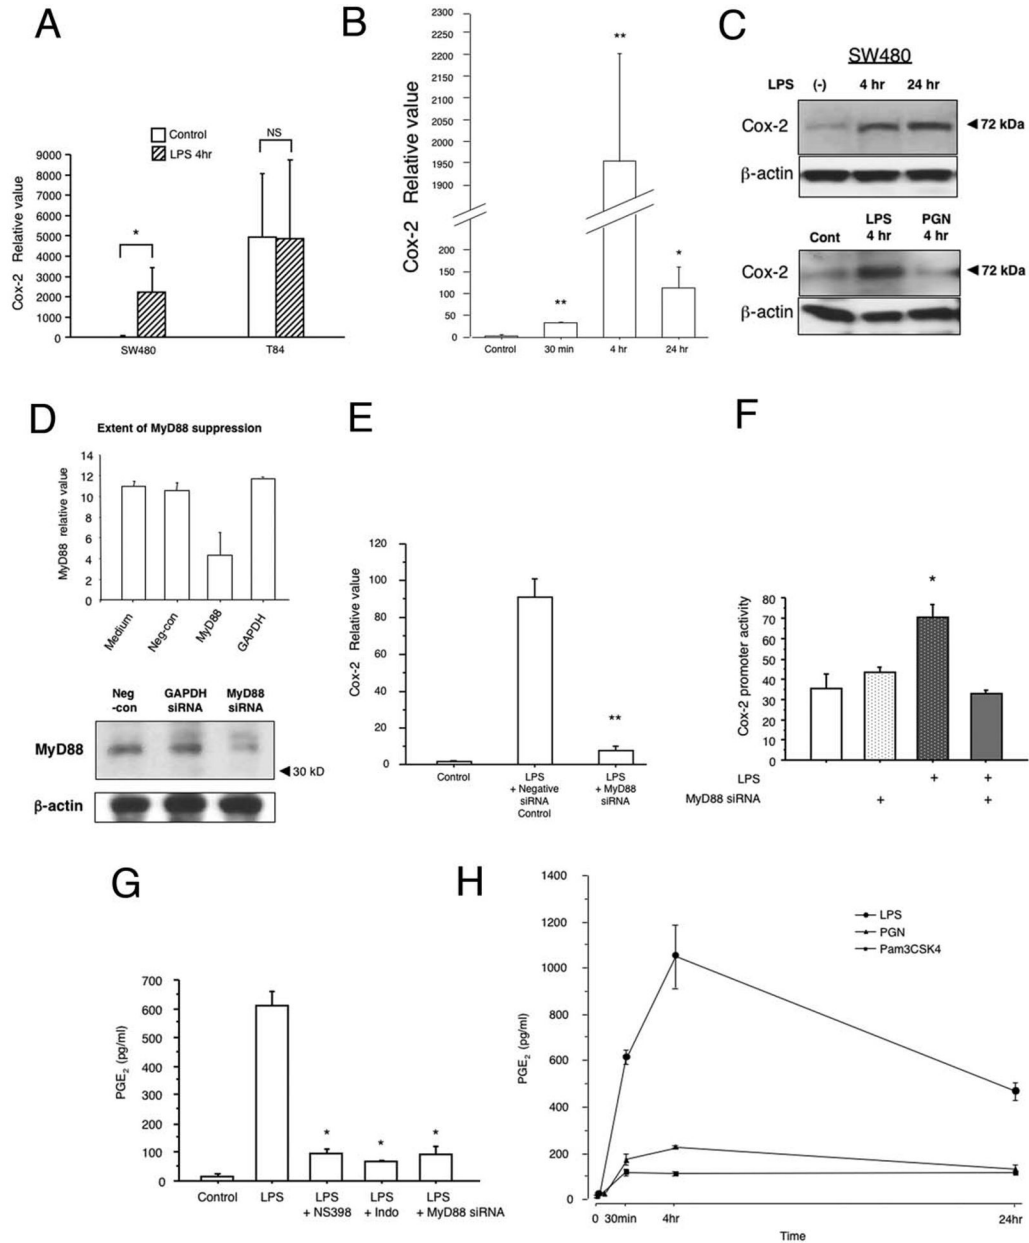 A
Control
LPS 4hr
NS
*
Cox-2 Relative value
9000
8000
7000
6000
5000
4000
3000
2000
1000
0
SW480
T84
B
Cox-2 Relative value
2300
2250
2200
2150
2100
2050
2000
1950
1900
200
150
100
50
0
**
**
*
Control
30 min
4 hr
24 hr
C
SW480
LPS (-) 4 hr 24 hr
Cox-2
72 kDa
β-actin
Cont
LPS
4 hr
PGN
4 hr
Cox-2
72 kDa
β-actin
D
Extent of MyD88 suppression
MyD88 relative value
14
12
10
8
6
4
2
0
Medium
Neg-con
MyD88
GAPDH
Neg
-con
GAPDH
siRNA
MyD88
siRNA
MyD88
30 kD
β-actin
E
Cox-2 Relative value
120
100
80
60
40
20
0
**
Control
LPS
+ Negative
siRNA
Control
LPS
+ MyD88
siRNA
F
Cox-2 promoter activity
80
70
60
50
40
30
20
10
0
*
LPS + +
MyD88 siRNA + +
G
PGE2 (pg/ml)
700
600
500
400
300
200
100
0
*
*
*
Control
LPS
LPS
+ NS398
LPS
+ Indo
LPS
+ MyD88 siRNA
H
PGE2 (pg/ml)
1400
1200
1000
800
600
400
200
0
LPS
PGN
Pam3CSK4
0 30min 4hr 24hr
Time